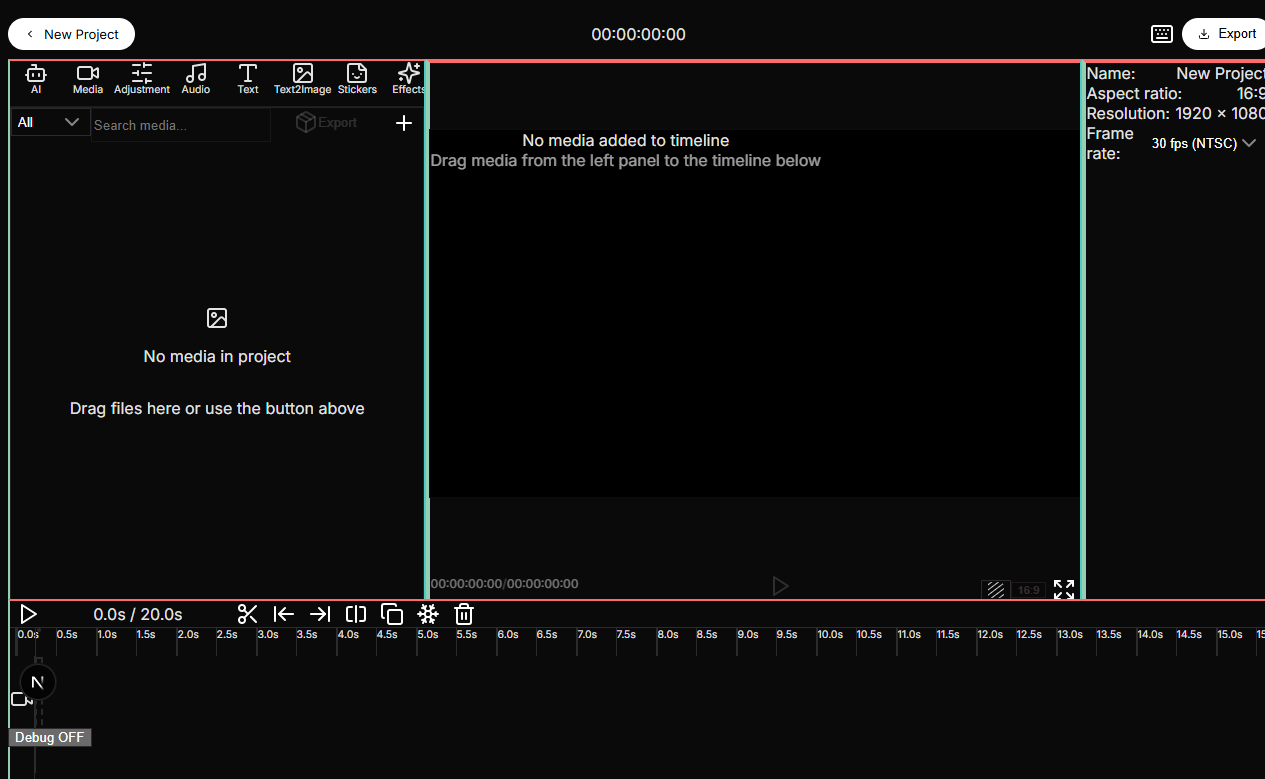 New Project
00:00:00:00
Export
AI Media Adjustment Audio Text Text2Image Stickers Effects
All
Search media...
Export
No media in project
Drag files here or use the button above
No media added to timeline
Drag media from the left panel to the timeline below
00:00:00:00/00:00:00:00
16:9
Name: New Project
Aspect ratio: 16:9
Resolution: 1920 × 1080
Frame rate:
30 fps (NTSC)
0.0s / 20.0s
0.0s 0.5s 1.0s 1.5s 2.0s 2.5s 3.0s 3.5s 4.0s 4.5s 5.0s 5.5s 6.0s 6.5s 7.0s 7.5s 8.0s 8.5s 9.0s 9.5s 10.0s 10.5s 11.0s 11.5s 12.0s 12.5s 13.0s 13.5s 14.0s 14.5s 15.0s
N
Debug OFF